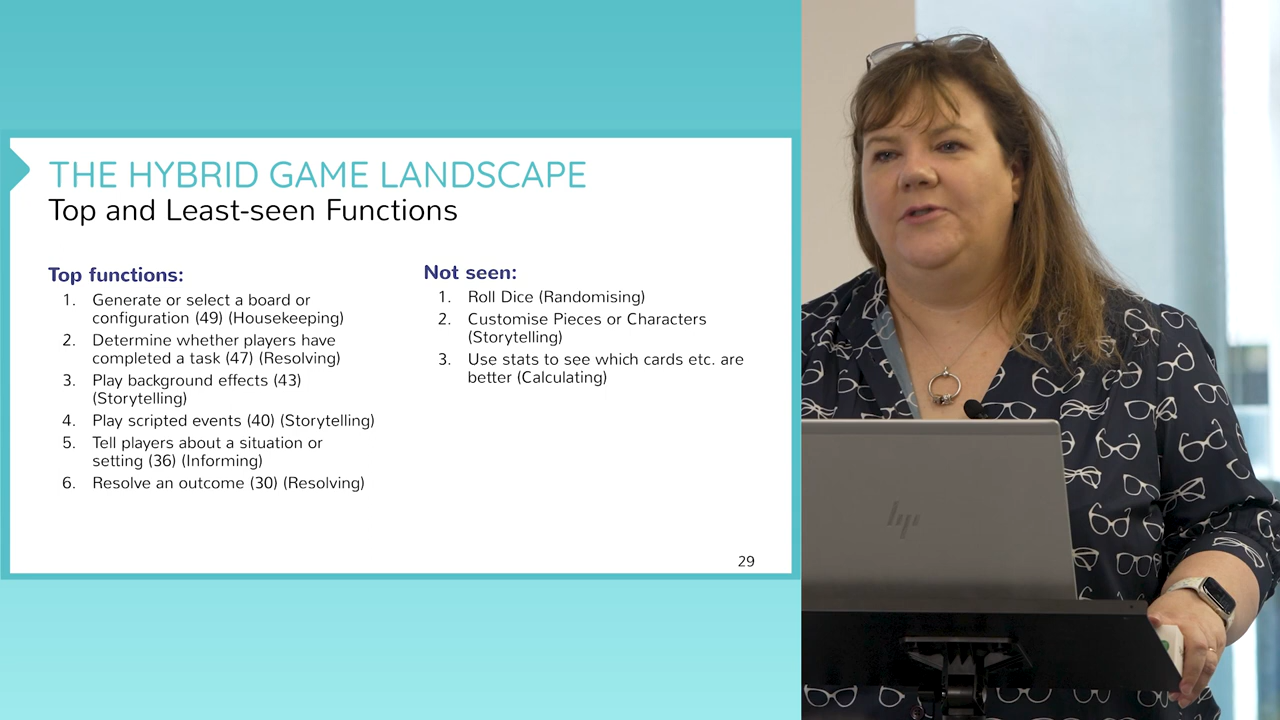 THE HYBRID GAME LANDSCAPE
Top and Least-seen Functions
Top functions:
1. Generate or select a board or
configuration (49) (Housekeeping)
2. Determine whether players have
completed a task (47) (Resolving)
3. Play background effects (43)
(Storytelling)
4. Play scripted events (40) (Storytelling)
5. Tell players about a situation or
setting (36) (Informing)
6. Resolve an outcome (30) (Resolving)
Not seen:
1. Roll Dice (Randomising)
2. Customise Pieces or Characters
(Storytelling)
3. Use stats to see which cards etc. are
better (Calculating)
29
hp